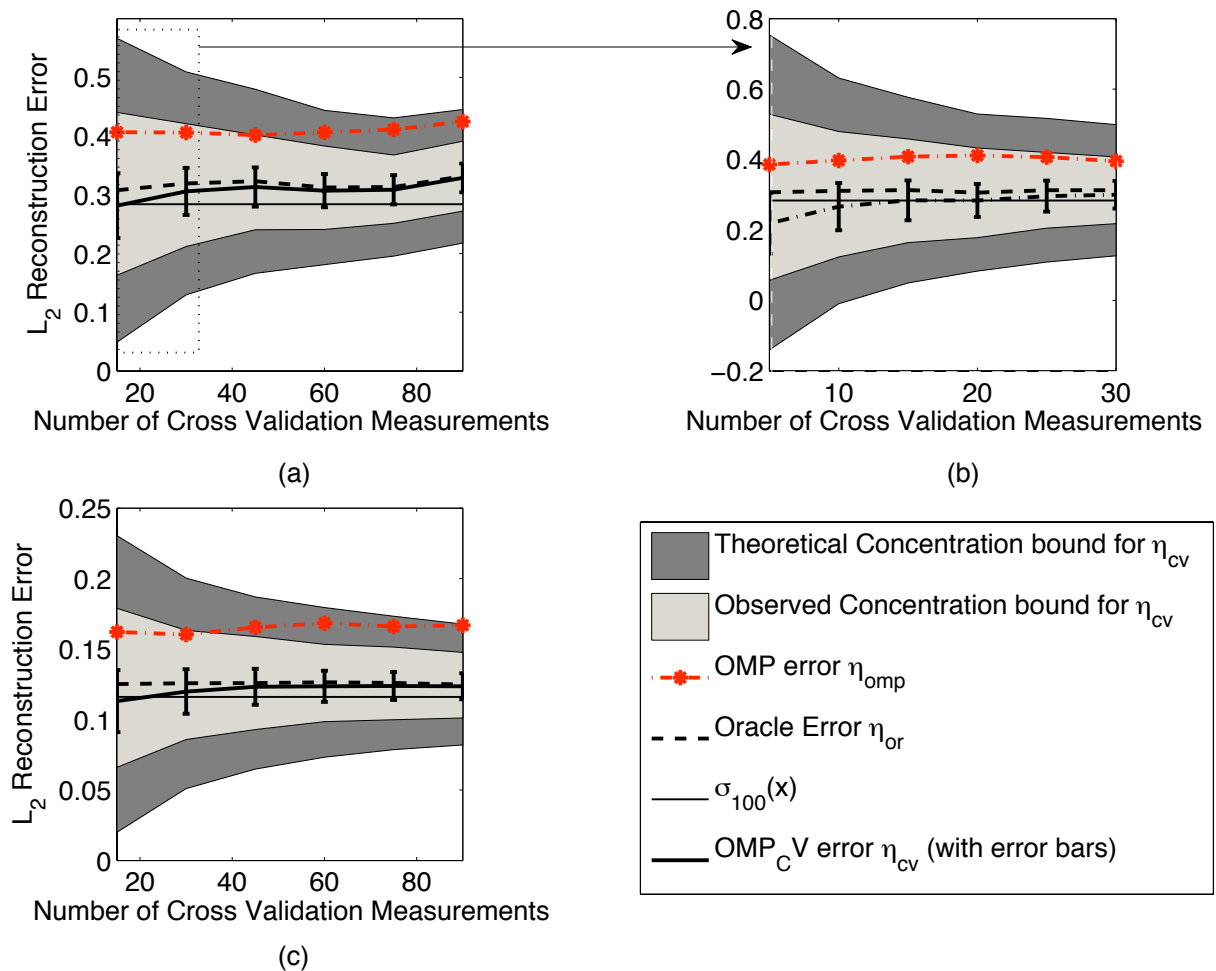 0.5
0.4
0.3
0.2
0.1
0
L2 Reconstruction Error
20 40 60 80
Number of Cross Validation Measurements
(a)
0.8
0.6
0.4
0.2
0
−0.2
10 20 30
Number of Cross Validation Measurements
(b)
0.25
0.2
0.15
0.1
0.05
0
L2 Reconstruction Error
20 40 60 80
Number of Cross Validation Measurements
(c)
Theoretical Concentration bound for ηcv
Observed Concentration bound for ηcv
OMP error ηomp
Oracle Error ηor
σ100(x)
OMPCV error ηcv (with error bars)